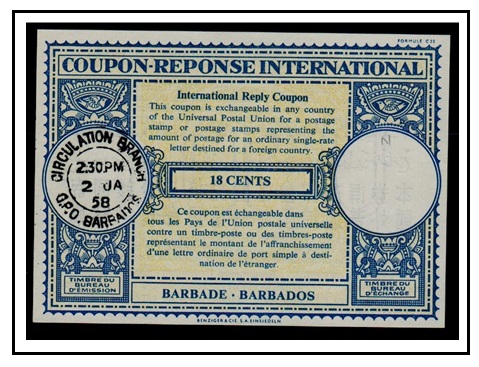 FORMULE C22
COUPON-REPONSE INTERNATIONAL
International Reply Coupon
This coupon is exchangeable in any country
of the Universal Postal Union for a postage
stamp or postage stamps representing the
amount of postage for an ordinary single-rate
letter destined for a foreign country.
CIRCULATION BRANCH
2.30PM
2 JA
58
G.P.O. BARBADOS
18 CENTS
Ce coupon est échangeable dans
tous les Pays de l'Union postale universelle
contre un timbre-poste ou des timbres-poste
représentant le montant de l'affranchissement
d'une lettre ordinaire de port simple à desti-
nation de l'étranger.
TIMBRE DU
BUREAU
D'ÉMISSION
BARBADE · BARBADOS
TIMBRE DU
BUREAU
D'ÉCHANGE
BENZIGER & CIE. S.A. EINSIEDELN